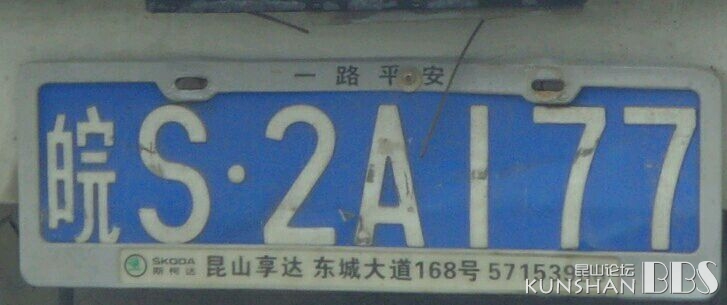 一路平安
皖S·2A177
SKODA 昆山享达 东城大道168号 571539
斯柯达
昆山论坛
KUNSHAN BBS